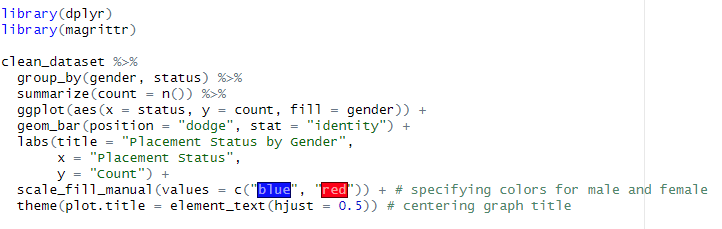 library(dplyr)
library(magrittr)
clean_dataset %>%
group_by(gender, status) %>%
summarize(count = n()) %>%
ggplot(aes(x = status, y = count, fill = gender)) +
geom_bar(position = "dodge", stat = "identity") +
labs(title = "Placement Status by Gender",
x = "Placement Status",
y = "Count") +
scale_fill_manual(values = c("blue", "red")) + # specifying colors for male and female
theme(plot.title = element_text(hjust = 0.5)) # centering graph title